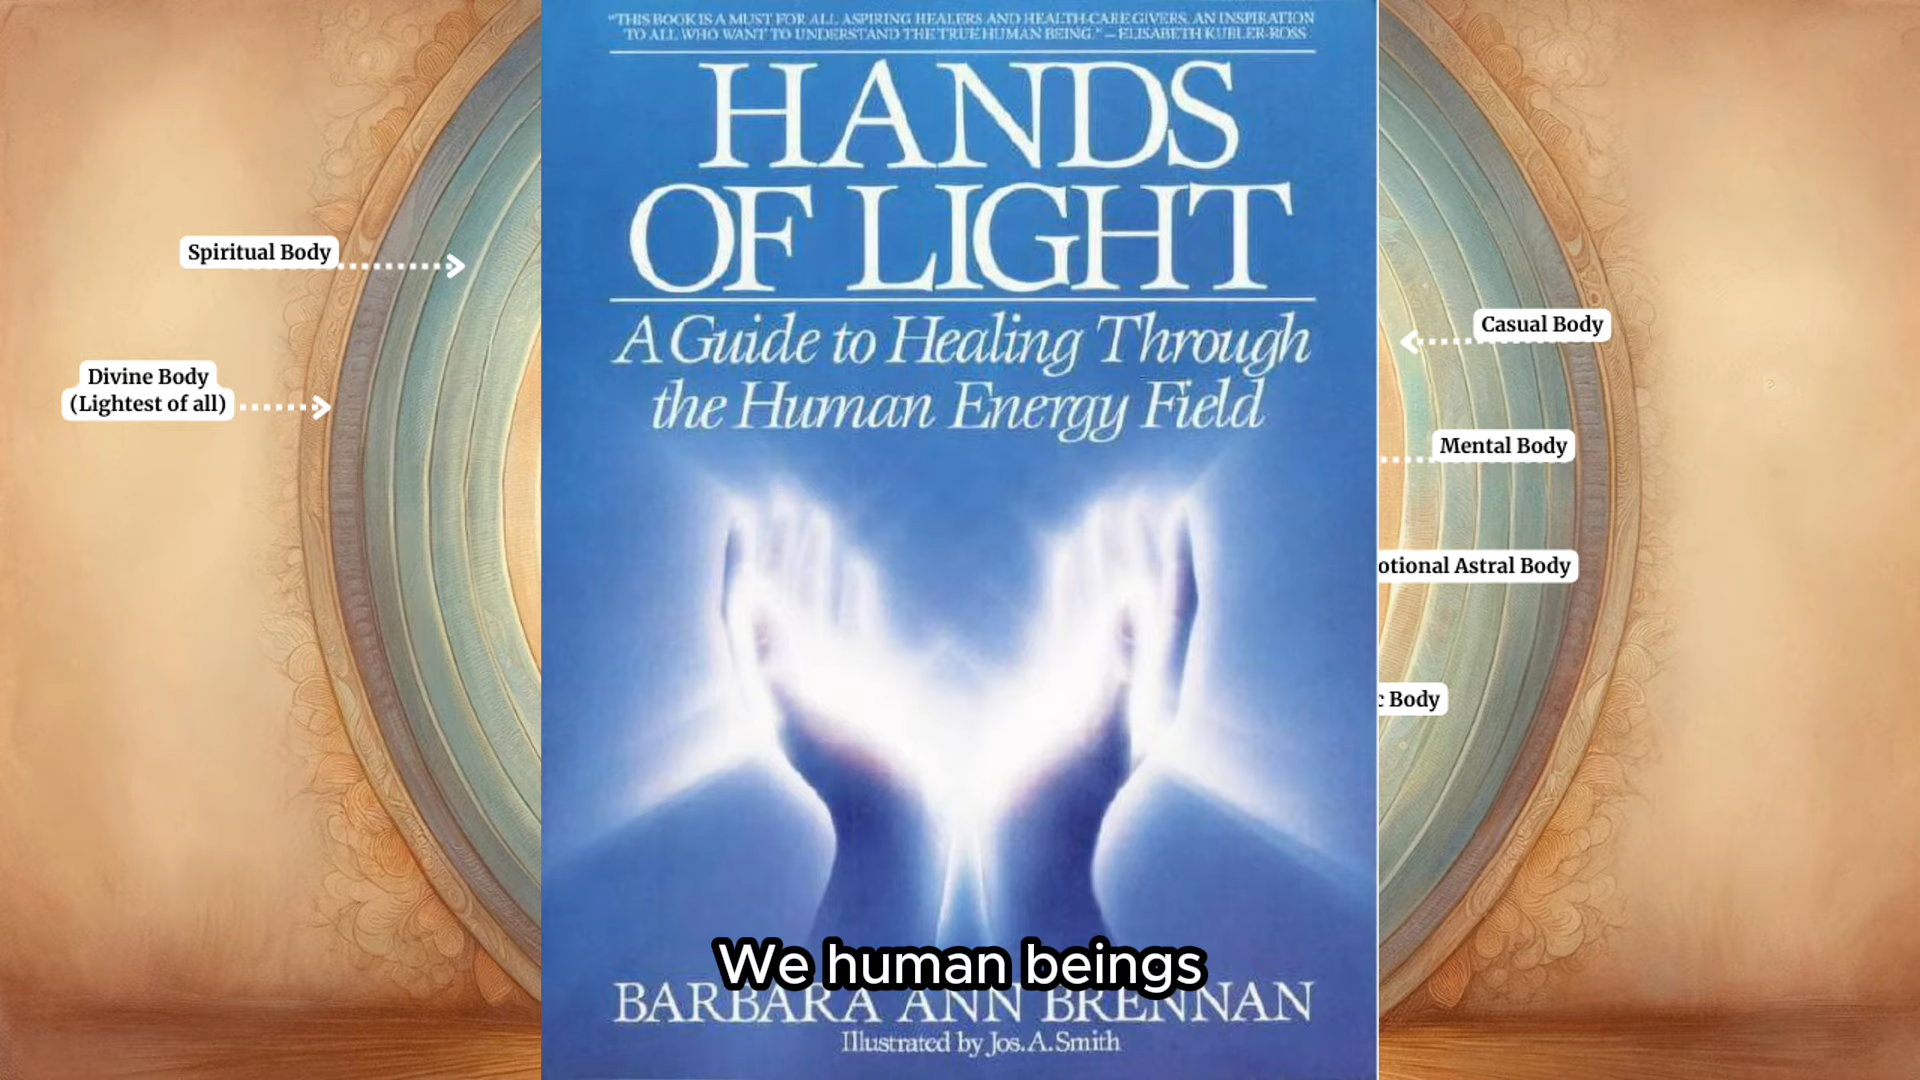 "THIS BOOK IS A MUST FOR ALL ASPIRING HEALERS AND HEALTH-CARE GIVERS. AN INSPIRATION
TO ALL WHO WANT TO UNDERSTAND THE TRUE HUMAN BEING." – ELISABETH KUBLER-ROSS
HANDS
OF LIGHT
A Guide to Healing Through
the Human Energy Field
Spiritual Body
Divine Body
(Lightest of all)
Casual Body
Mental Body
otional Astral Body
c Body
We human beings
BARBARA ANN BRENNAN
Illustrated by Jos. A. Smith